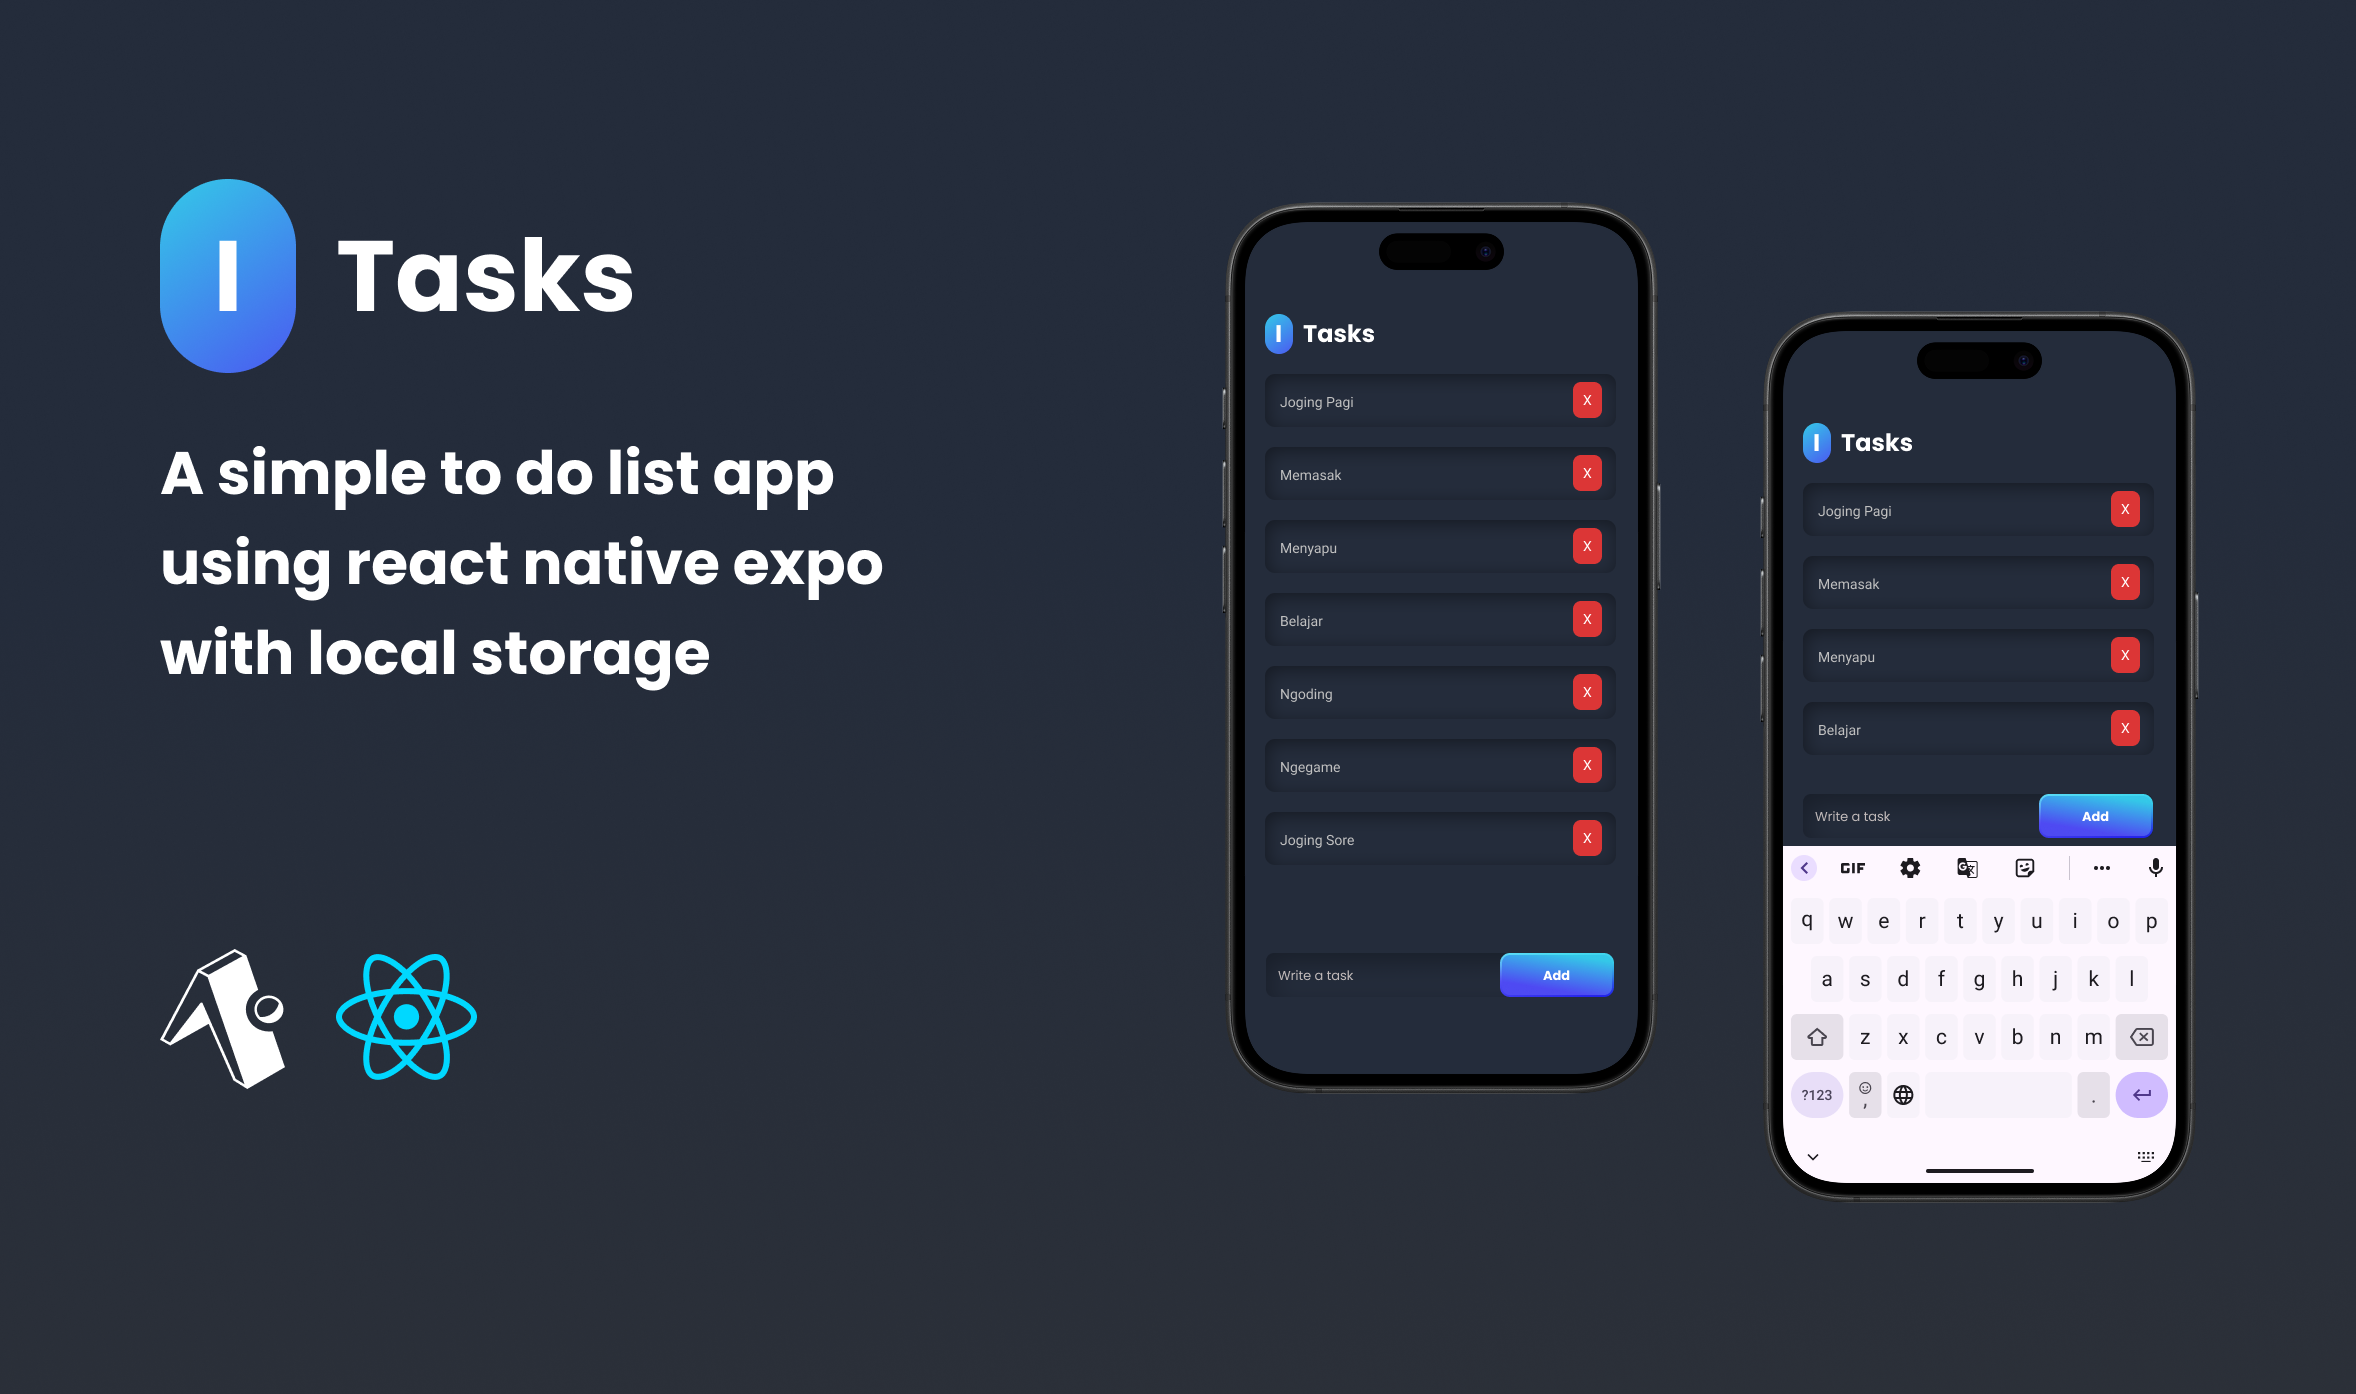 I Tasks
A simple to do list app
using react native expo
with local storage
I Tasks
Joging Pagi X
Memasak X
Menyapu X
Belajar X
Ngoding X
Ngegame X
Joging Sore X
Write a task Add
I Tasks
Joging Pagi X
Memasak X
Menyapu X
Belajar X
Write a task Add
GIF
q w e r t y u i o p
a s d f g h j k l
z x c v b n m
?123 , .